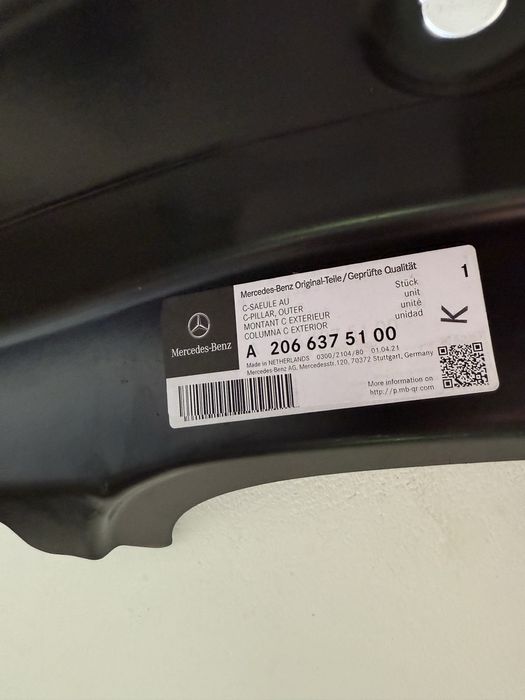 Mercedes-Benz Original-Teile/Geprüfte Qualität
C-SAEULE AU Stück
C-PILLAR, OUTER unit
MONTANT C EXTERIEUR unité
COLUMNA C EXTERIOR unidad
1
K
Mercedes-Benz
A 206 637 51 00
Made in NETHERLANDS 0300/2104/80 01.04.21
Mercedes-Benz AG, Mercedesstr.120, 70372 Stuttgart, Germany
More information on
http://p.mb-qr.com